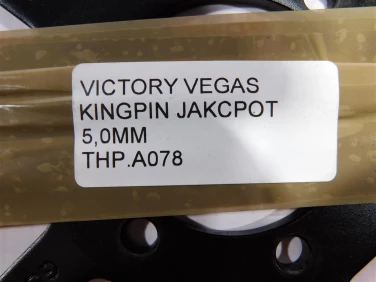 VICTORY VEGAS
KINGPIN JAKCPOT
5,0MM
THP.A078